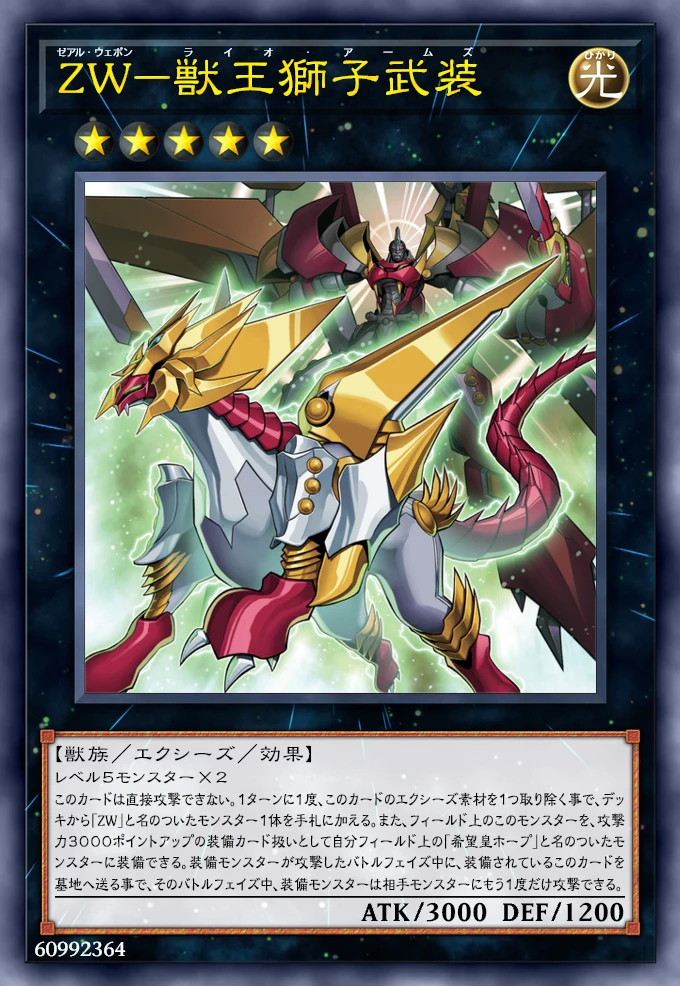 ゼアル・ウェポン ライオ・アームズ
ZW－獣王獅子武装
ひかり
光
【獣族／エクシーズ／効果】
レベル5モンスター×2
このカードは直接攻撃できない。1ターンに1度、このカードのエクシーズ素材を1つ取り除く事で、デッ
キから「ZW」と名のついたモンスター1体を手札に加える。また、フィールド上のこのモンスターを、攻撃
力3000ポイントアップの装備カード扱いとして自分フィールド上の「希望皇ホープ」と名のついたモ
ンスターに装備できる。装備モンスターが攻撃したバトルフェイズ中に、装備されているこのカードを
墓地へ送る事で、そのバトルフェイズ中、装備モンスターは相手モンスターにもう1度だけ攻撃できる。
ATK/3000 DEF/1200
60992364